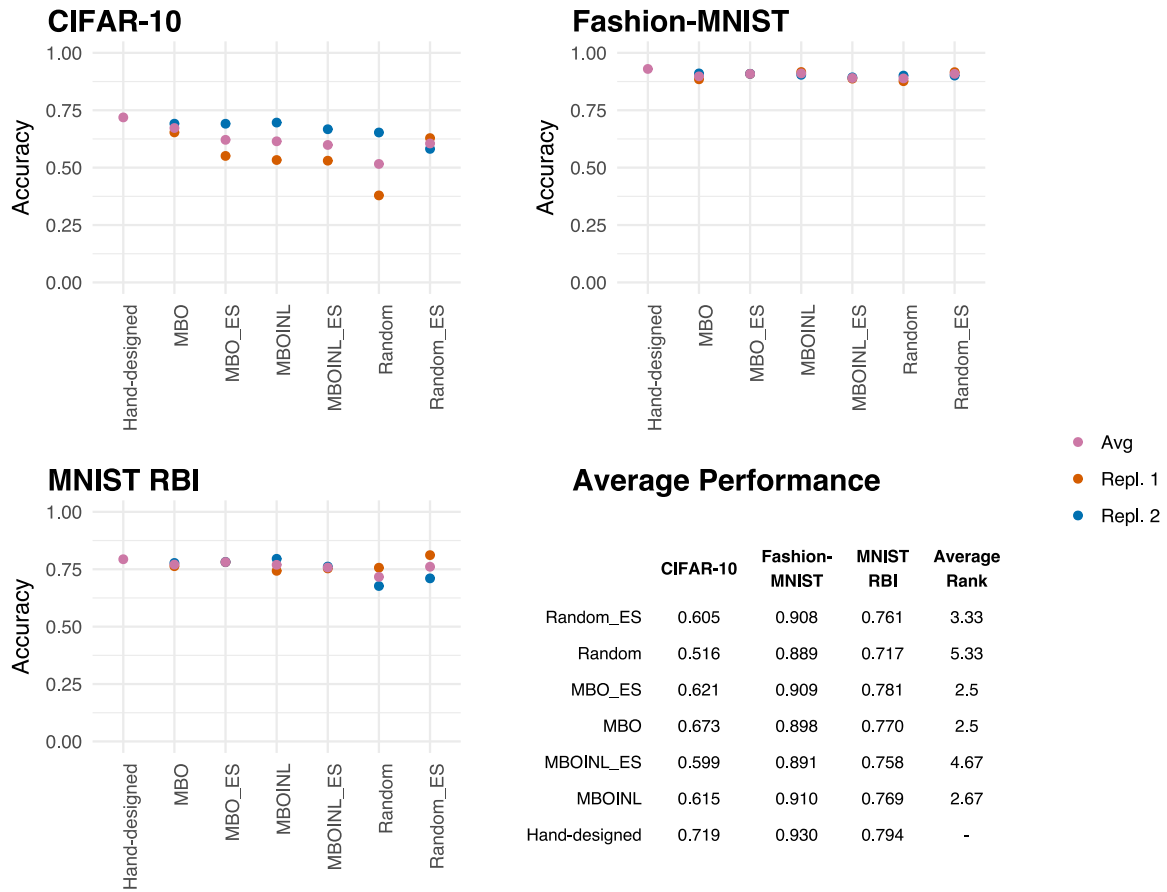 CIFAR-10
1.00
0.75
0.50
0.25
0.00
Accuracy
Hand-designed
MBO
MBO_ES
MBOINL
MBOINL_ES
Random
Random_ES
Fashion-MNIST
1.00
0.75
0.50
0.25
0.00
Accuracy
Hand-designed
MBO
MBO_ES
MBOINL
MBOINL_ES
Random
Random_ES
Avg
Repl. 1
Repl. 2
MNIST RBI
1.00
0.75
0.50
0.25
0.00
Accuracy
Hand-designed
MBO
MBO_ES
MBOINL
MBOINL_ES
Random
Random_ES
Average Performance
CIFAR-10 Fashion-MNIST MNIST RBI Average Rank
Random_ES 0.605 0.908 0.761 3.33
Random 0.516 0.889 0.717 5.33
MBO_ES 0.621 0.909 0.781 2.5
MBO 0.673 0.898 0.770 2.5
MBOINL_ES 0.599 0.891 0.758 4.67
MBOINL 0.615 0.910 0.769 2.67
Hand-designed 0.719 0.930 0.794 -